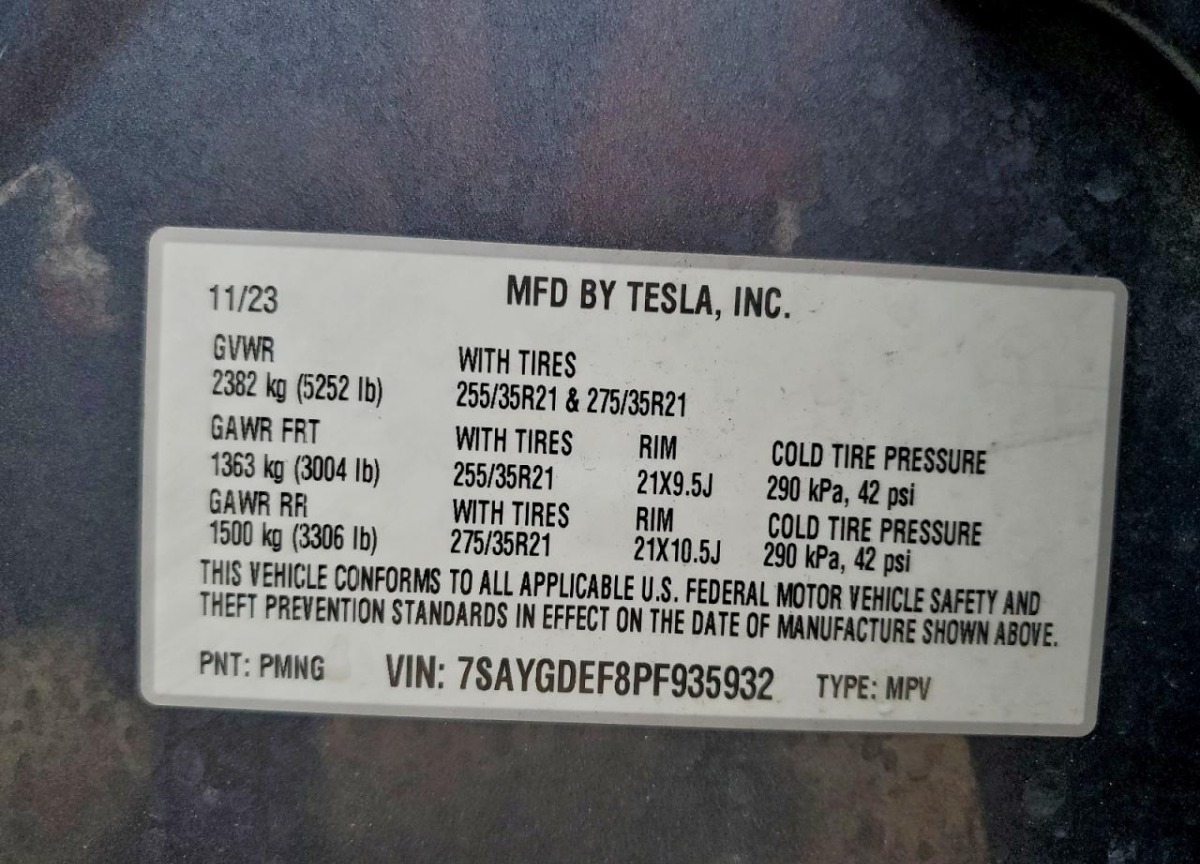 11/23 MFD BY TESLA, INC.
GVWR WITH TIRES
2382 kg (5252 lb) 255/35R21 & 275/35R21
GAWR FRT WITH TIRES RIM COLD TIRE PRESSURE
1363 kg (3004 lb) 255/35R21 21X9.5J 290 kPa, 42 psi
GAWR RR WITH TIRES RIM COLD TIRE PRESSURE
1500 kg (3306 lb) 275/35R21 21X10.5J 290 kPa, 42 psi
THIS VEHICLE CONFORMS TO ALL APPLICABLE U.S. FEDERAL MOTOR VEHICLE SAFETY AND
THEFT PREVENTION STANDARDS IN EFFECT ON THE DATE OF MANUFACTURE SHOWN ABOVE.
PNT: PMNG VIN: 7SAYGDEF8PF935932 TYPE: MPV